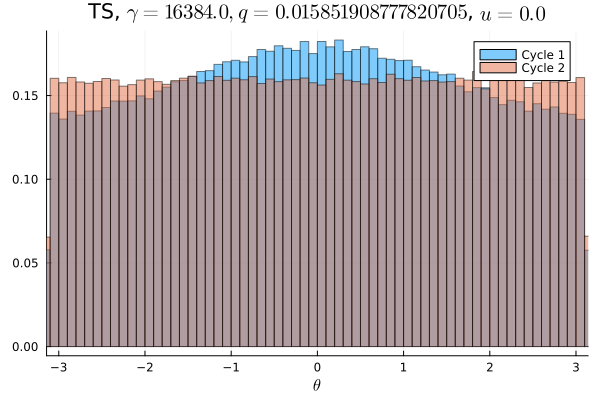 TS, γ = 16384.0, q = 0.015851908777820705, u = 0.0
Cycle 1
Cycle 2
0.15
0.10
0.05
0.00
−3 −2 −1 0 1 2 3
θ